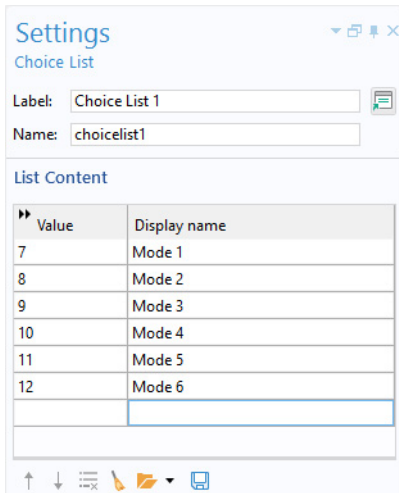 Settings
Choice List
Label: Choice List 1
Name: choicelist1
List Content
Value Display name
7 Mode 1
8 Mode 2
9 Mode 3
10 Mode 4
11 Mode 5
12 Mode 6